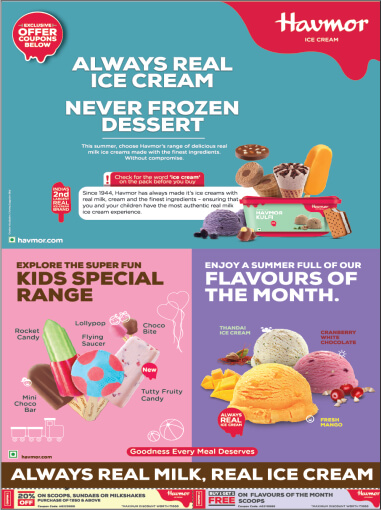 EXCLUSIVE
OFFER
COUPONS
BELOW
Havmor
ICE CREAM
ALWAYS REAL
ICE CREAM
NEVER FROZEN
DESSERT
This summer, choose Havmor's range of delicious real
milk ice creams made with the finest ingredients.
Without compromise.
Check for the word 'ice cream'
on the pack before you buy
INDIA'S
2nd
Since 1944, Havmor has always made it's ice creams with
real milk, cream and the finest ingredients – ensuring that
you and your children have the most authentic real milk
ice cream experience.
Havmor
HAVMOR
KULFI
havmor.com
EXPLORE THE SUPER FUN
KIDS SPECIAL
RANGE
Lollypop
Rocket
Candy
Flying
Saucer
Choco
Bite
New
Mini
Choco
Bar
Tutty Fruity
Candy
havmor.com
ENJOY A SUMMER FULL OF OUR
FLAVOURS OF
THE MONTH.
THANDAI
ICE CREAM
CRANBERRY
WHITE
CHOCOLATE
ALWAYS
REAL
ICE CREAM
FRESH
MANGO
Goodness Every Meal Deserves
ALWAYS REAL MILK, REAL ICE CREAM
20%
OFF
ON SCOOPS, SUNDAES OR MILKSHAKES
Havmor
BUY 1 GET 1
FREE
ON FLAVOURS OF THE MONTH
SCOOPS
Havmor